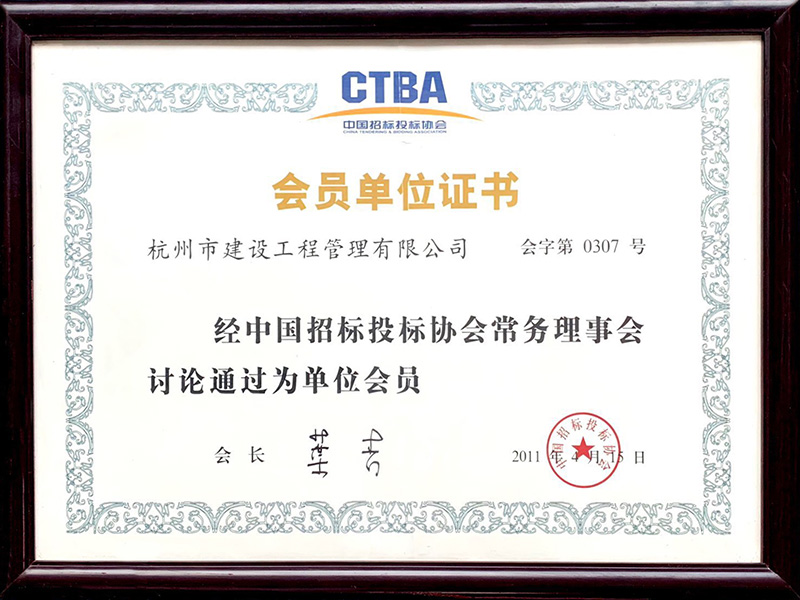 CTBA
中国招标投标协会
CHINA TENDERING & BIDDING ASSOCIATION
会员单位证书
杭州市建设工程管理有限公司 会字第 0307 号
经中国招标投标协会常务理事会
讨论通过为单位会员
会 长
2011 年 4 月 15 日
中国招标投标协会